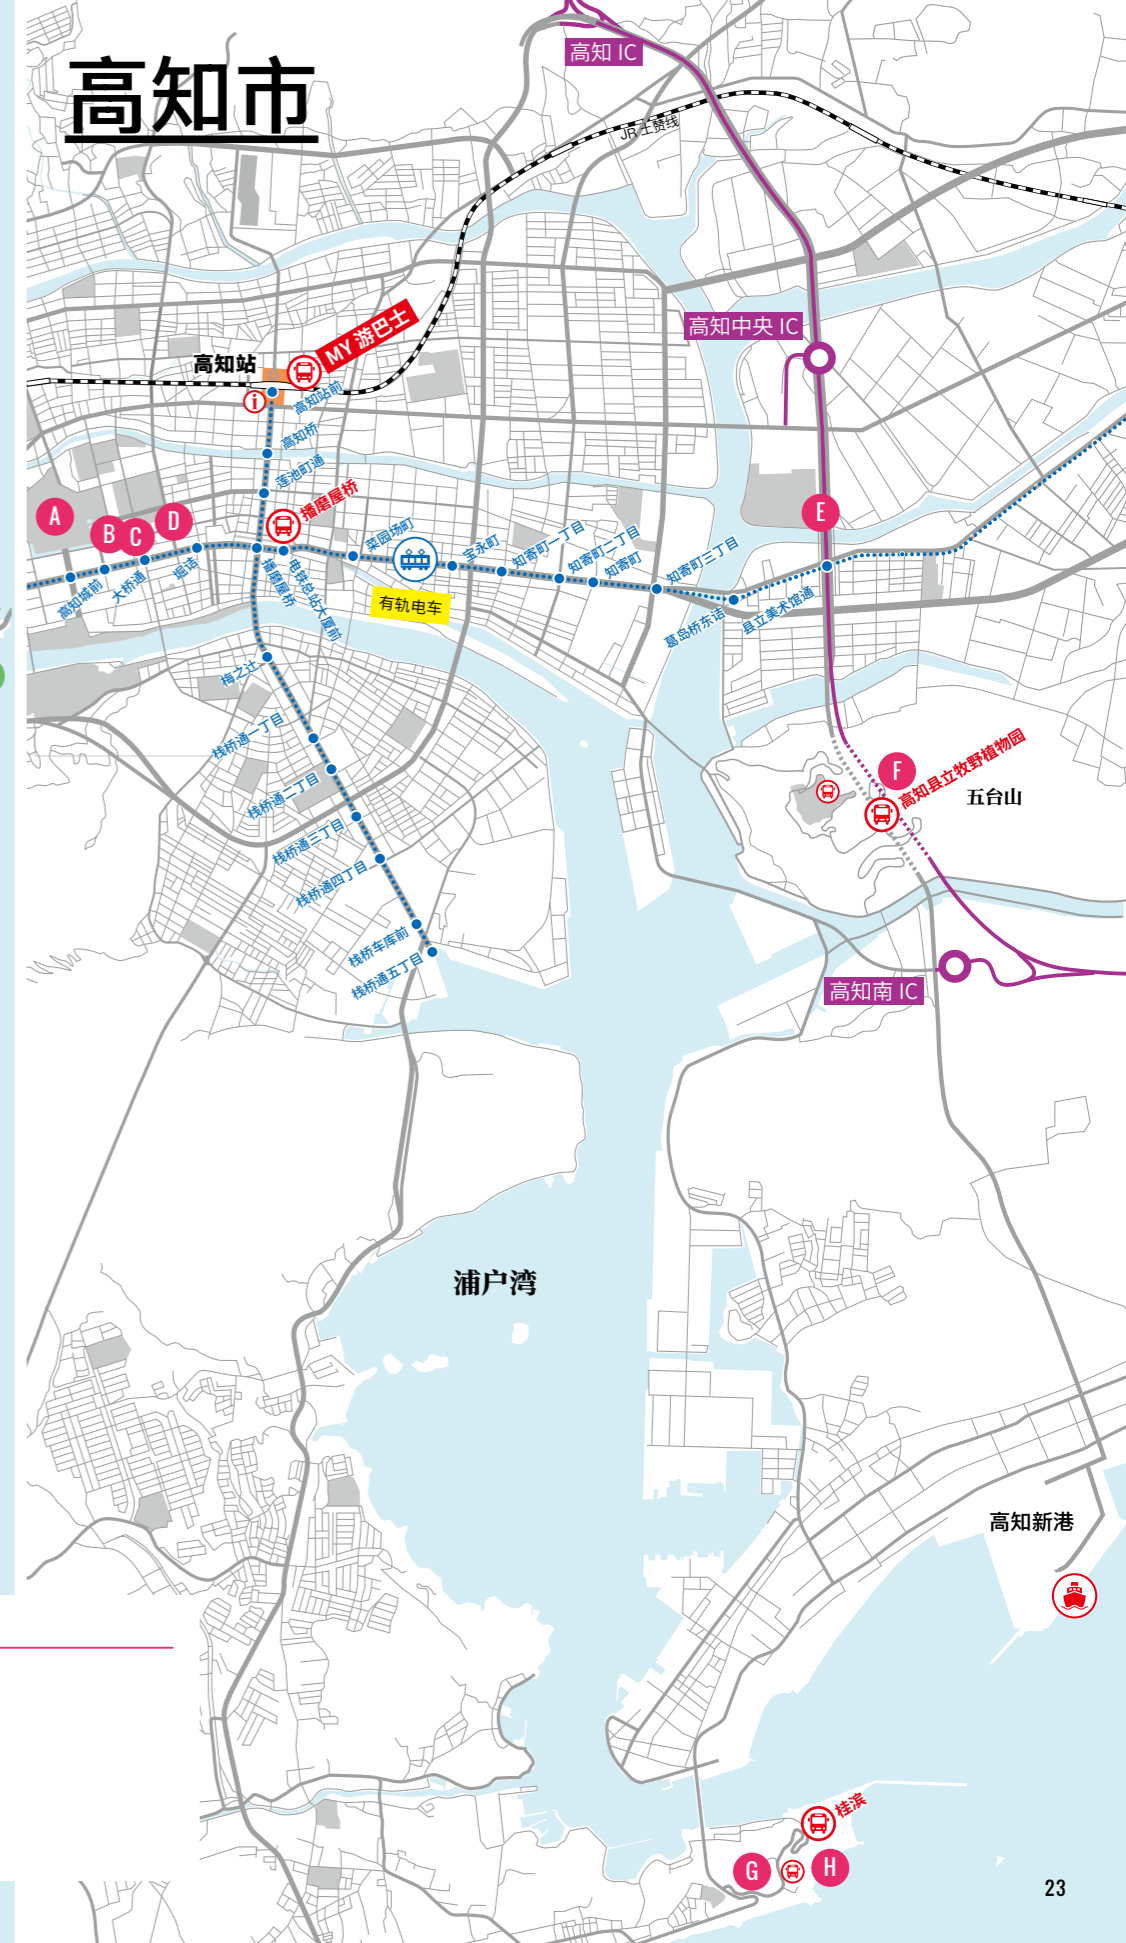 高知市
高知 IC
JR 土赞线
高知中央 IC
MY 游巴士
高知站
高知站前
i
高知桥
莲池町通
播磨屋桥
A
B
C
D
E
菜园场町
宝永町
知寄町一丁目
知寄町二丁目
知寄町
知寄町三丁目
高知城前
大桥通
堀诘
播磨屋桥
电铁总站大厦前
有轨电车
葛岛桥东诘
县立美术馆通
梅之辻
栈桥通一丁目
栈桥通二丁目
栈桥通三丁目
栈桥通四丁目
栈桥车库前
栈桥通五丁目
F
高知县立牧野植物园
五台山
高知南 IC
浦户湾
高知新港
桂滨
G
H
23